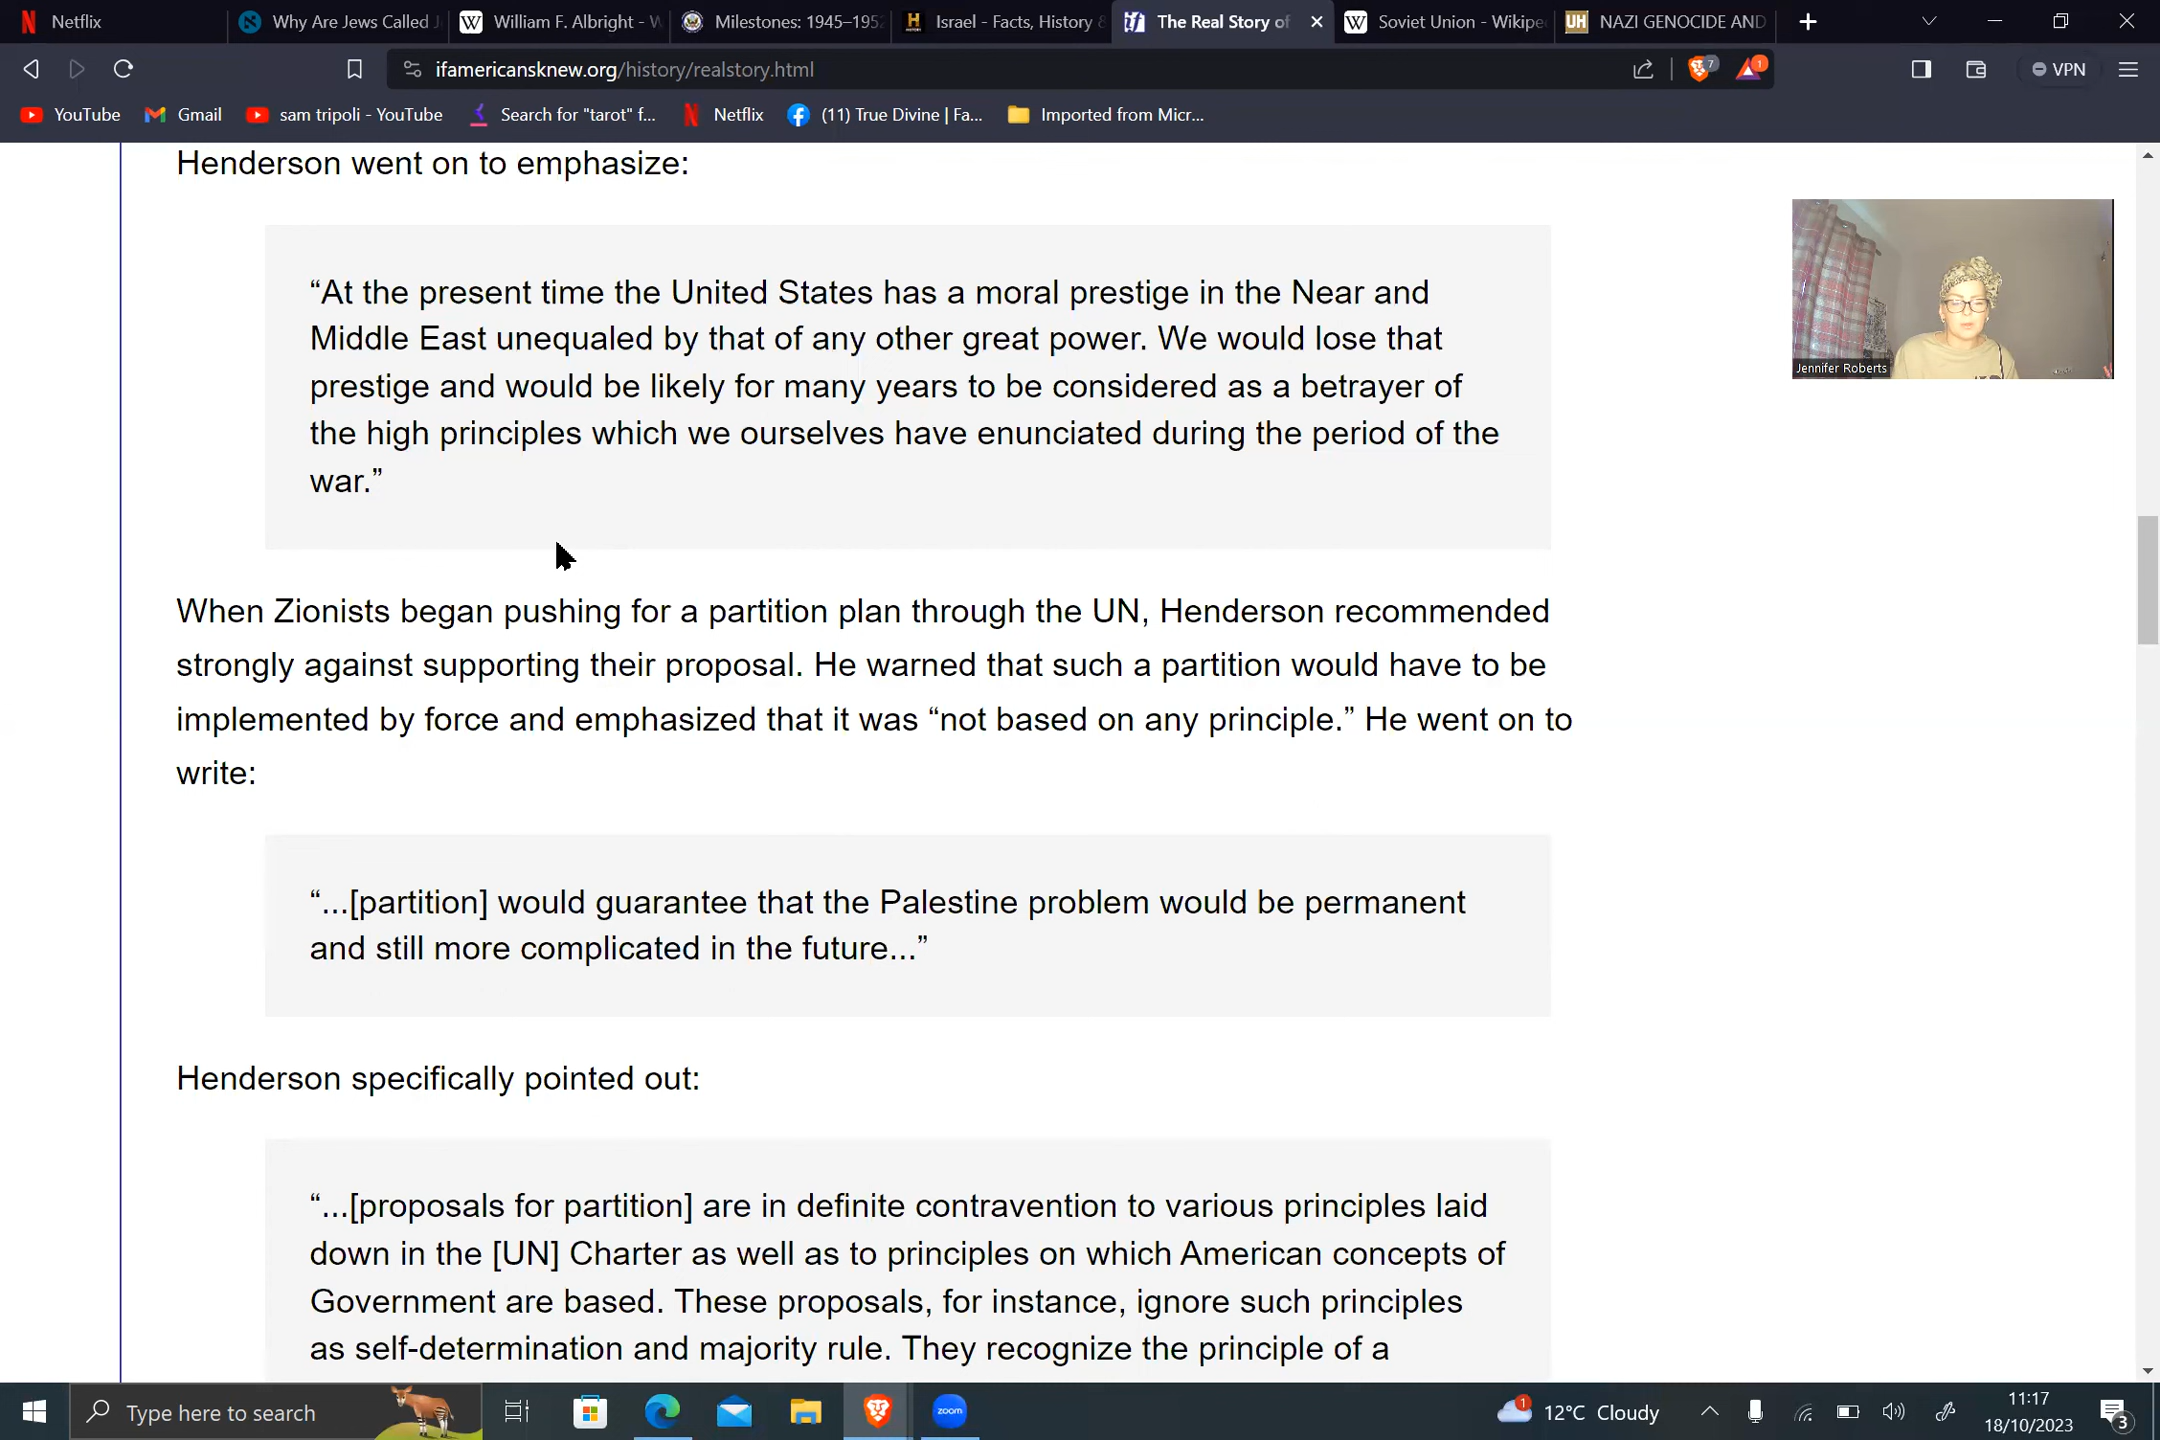 Netflix
Why Are Jews Called J
William F. Albright - W
Milestones: 1945–1952
Israel - Facts, History &
The Real Story of
Soviet Union - Wikipe
NAZI GENOCIDE AND
ifamericansknew.org/history/realstory.html
7
1
VPN
YouTube
Gmail
sam tripoli - YouTube
Search for "tarot" f...
Netflix
(11) True Divine | Fa...
Imported from Micr...
Henderson went on to emphasize:
“At the present time the United States has a moral prestige in the Near and
Middle East unequaled by that of any other great power. We would lose that
prestige and would be likely for many years to be considered as a betrayer of
the high principles which we ourselves have enunciated during the period of the
war.”
Jennifer Roberts
When Zionists began pushing for a partition plan through the UN, Henderson recommended
strongly against supporting their proposal. He warned that such a partition would have to be
implemented by force and emphasized that it was “not based on any principle.” He went on to
write:
“...[partition] would guarantee that the Palestine problem would be permanent
and still more complicated in the future...”
Henderson specifically pointed out:
“...[proposals for partition] are in definite contravention to various principles laid
down in the [UN] Charter as well as to principles on which American concepts of
Government are based. These proposals, for instance, ignore such principles
as self-determination and majority rule. They recognize the principle of a
Type here to search
zoom
1
12°C Cloudy
11:17
18/10/2023
3